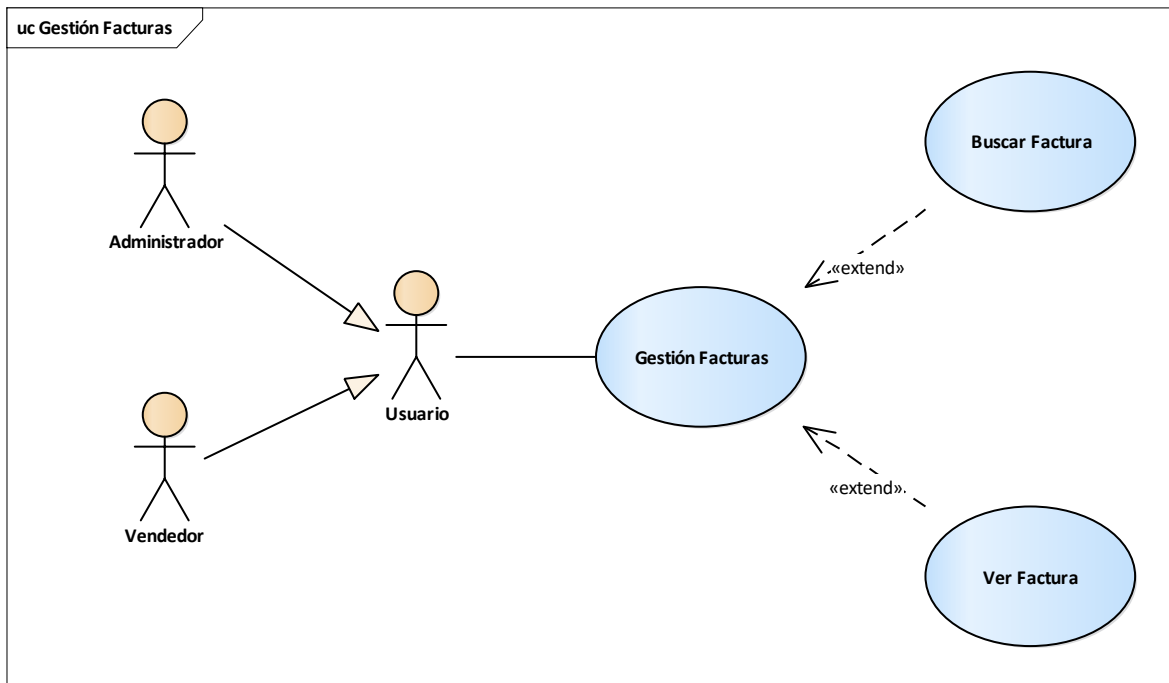 uc Gestión Facturas
Administrador
Buscar Factura
«extend»
Gestión Facturas
Usuario
«extend»
Vendedor
Ver Factura